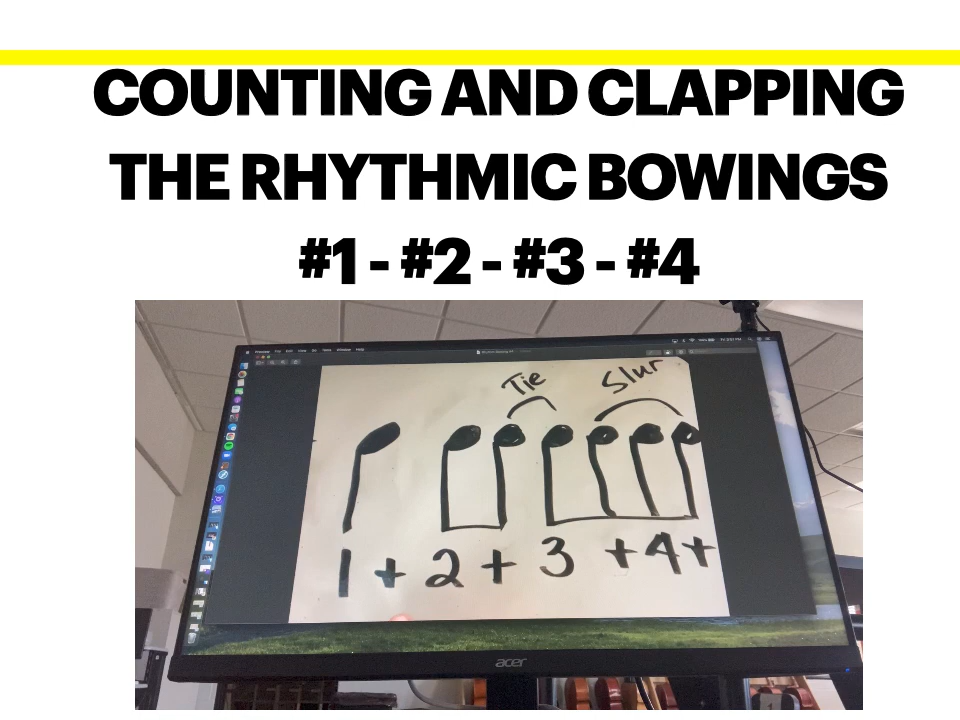 COUNTING AND CLAPPING
THE RHYTHMIC BOWINGS
#1 - #2 - #3 - #4
Tie Slur
1 + 2 + 3 + 4 +
acer